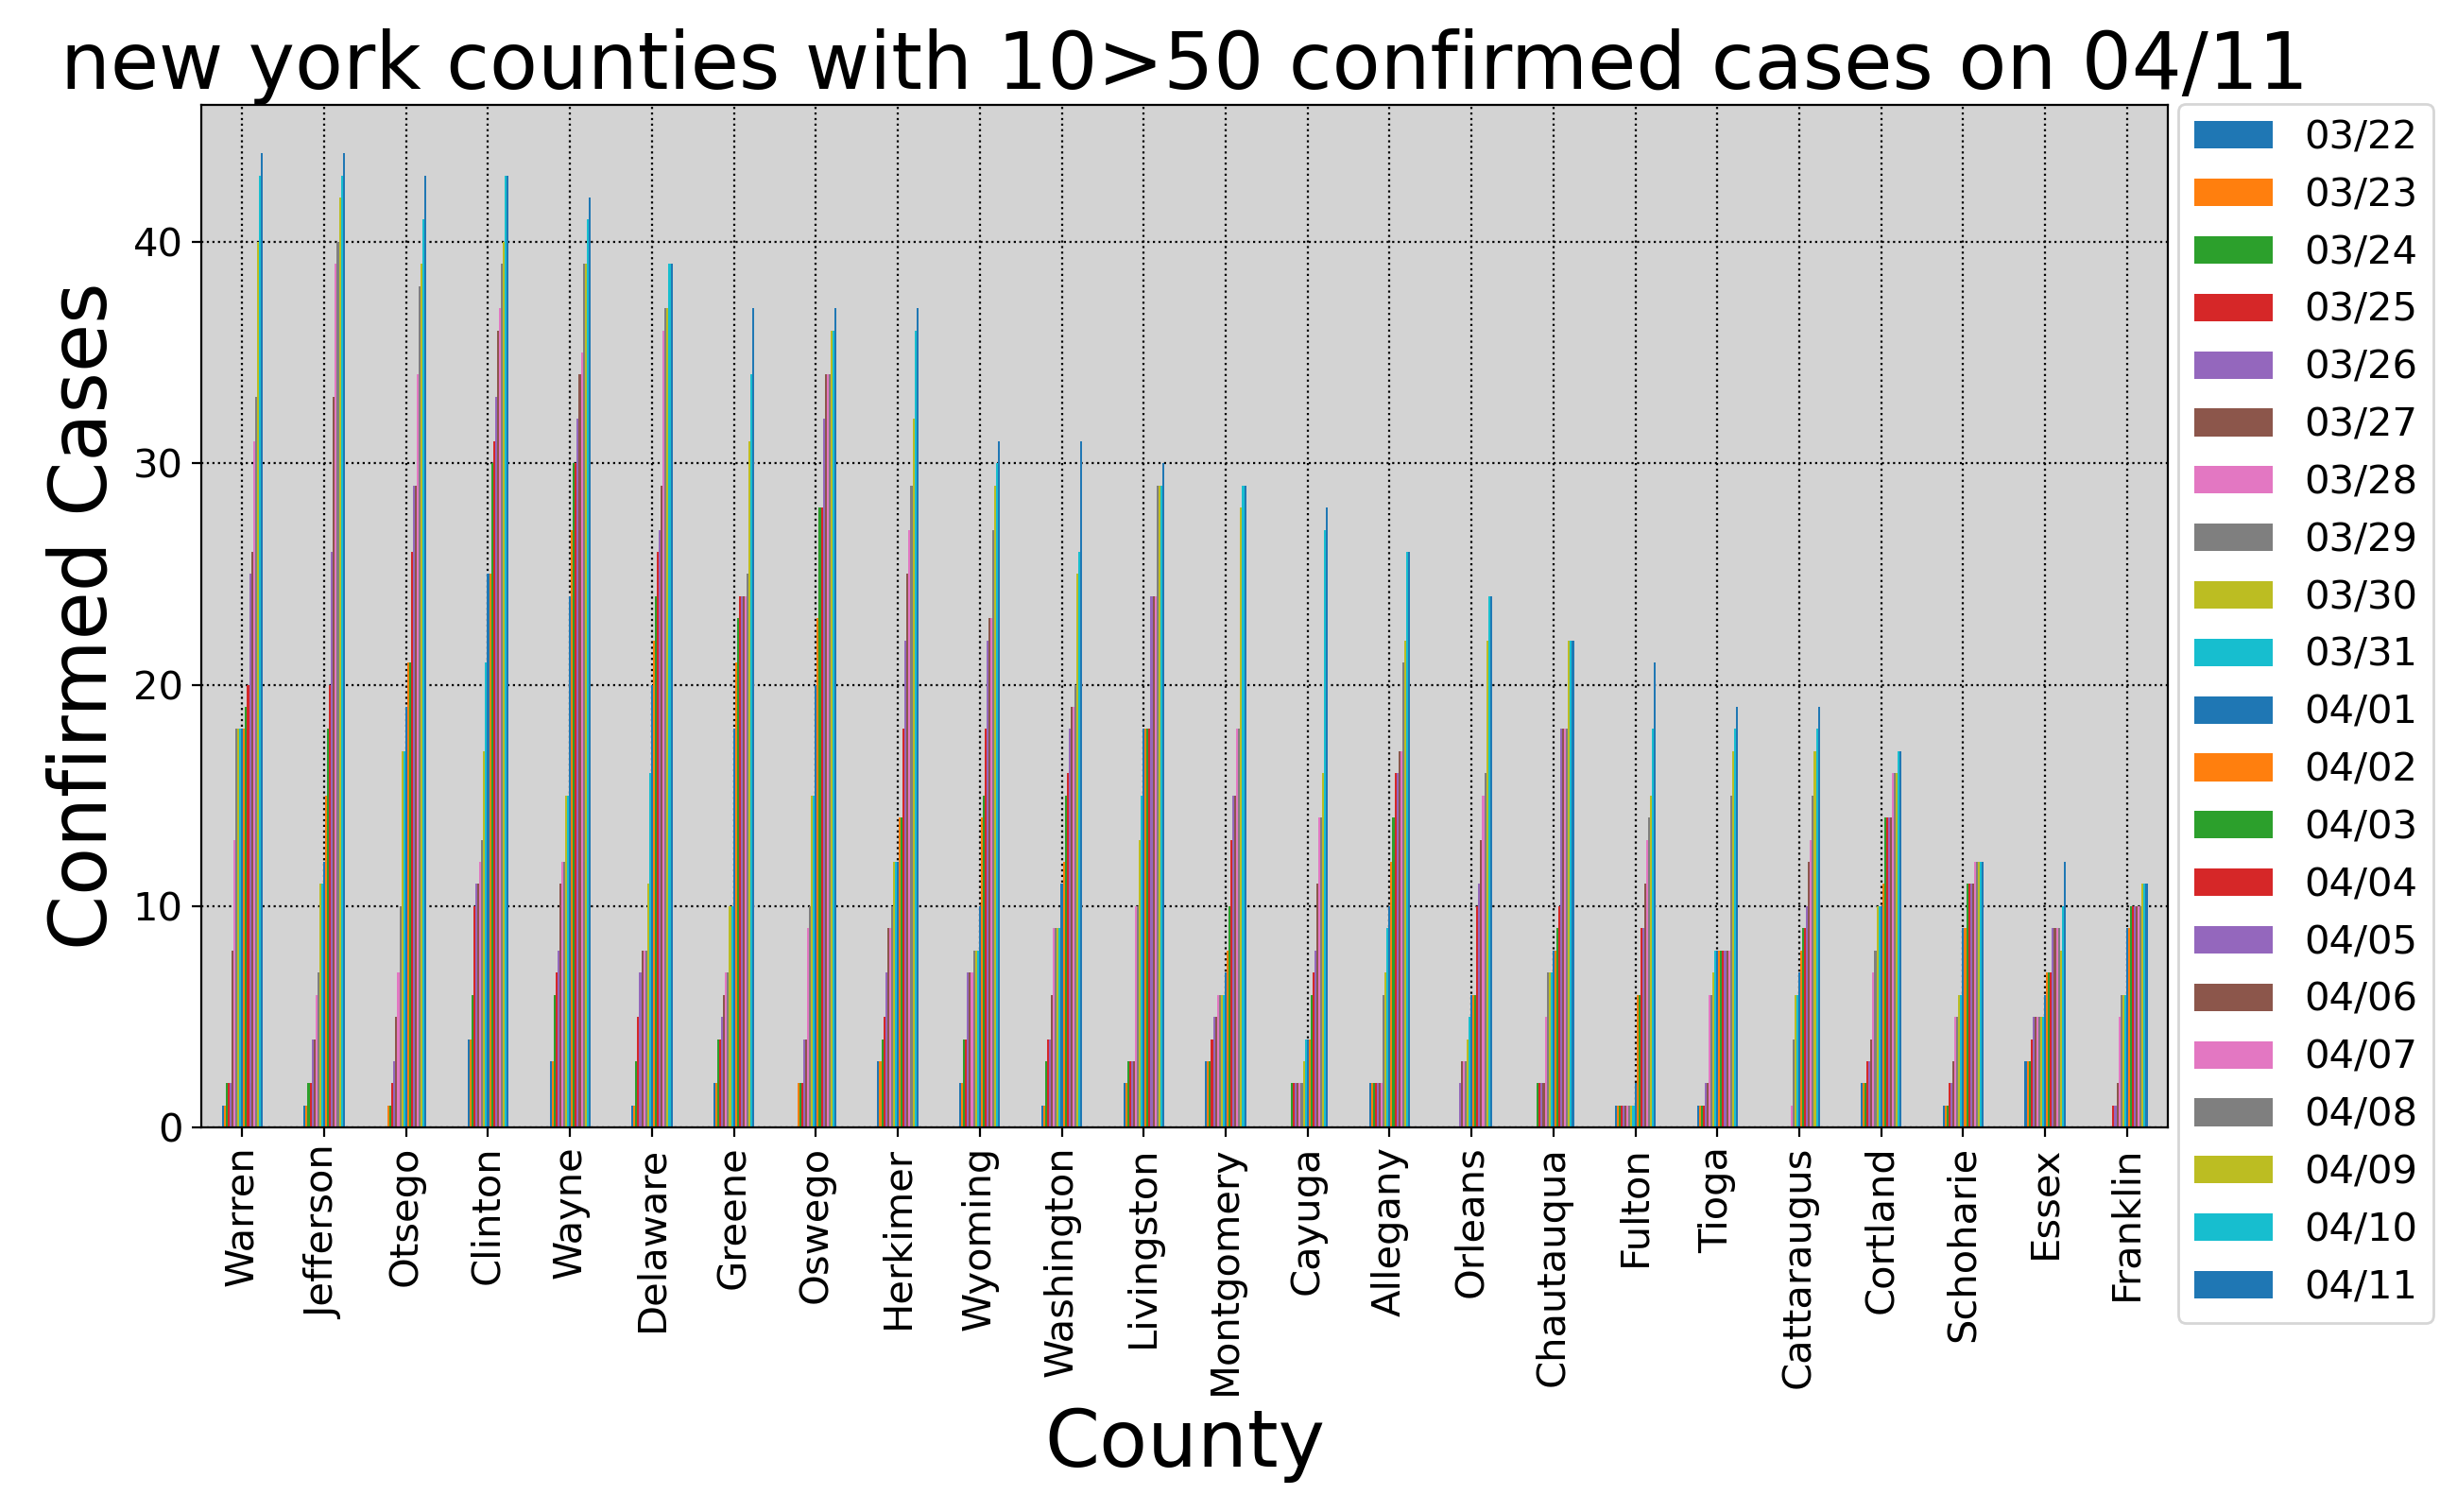 new york counties with 10>50 confirmed cases on 04/11
Confirmed Cases
40
30
20
10
0
Warren
Jefferson
Otsego
Clinton
Wayne
Delaware
Greene
Oswego
Herkimer
Wyoming
Washington
Livingston
Montgomery
Cayuga
Allegany
Orleans
Chautauqua
Fulton
Tioga
Cattaraugus
Cortland
Schoharie
Essex
Franklin
County
03/22
03/23
03/24
03/25
03/26
03/27
03/28
03/29
03/30
03/31
04/01
04/02
04/03
04/04
04/05
04/06
04/07
04/08
04/09
04/10
04/11